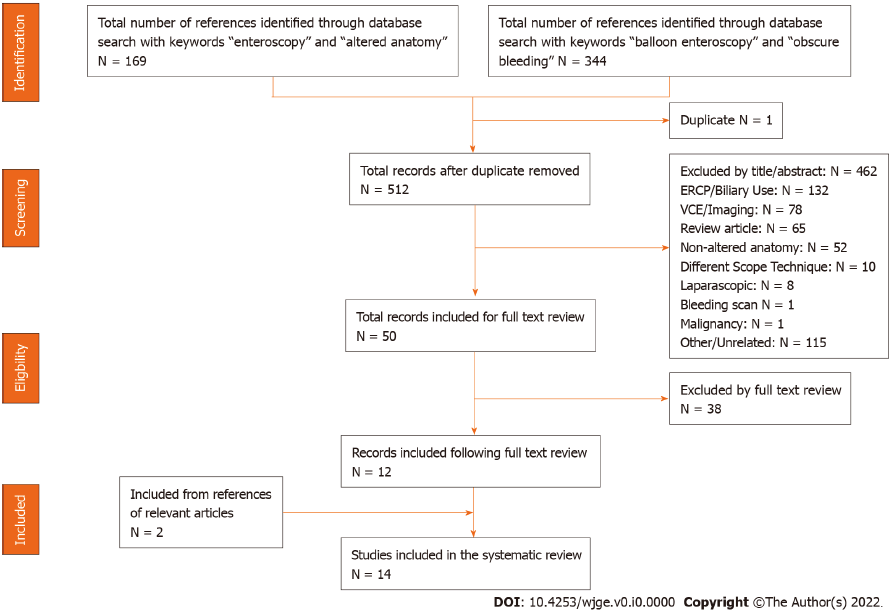 Identification
Total number of references identified through database
search with keywords “enteroscopy” and “altered anatomy”
N = 169
Total number of references identified through database
search with keywords “balloon enteroscopy” and “obscure
bleeding” N = 344
Duplicate N = 1
Screening
Total records after duplicate removed
N = 512
Excluded by title/abstract: N = 462
ERCP/Biliary Use: N = 132
VCE/Imaging: N = 78
Review article: N = 65
Non-altered anatomy: N = 52
Different Scope Technique: N = 10
Laparascopic: N = 8
Bleeding scan N = 1
Malignancy: N = 1
Other/Unrelated: N = 115
Total records included for full text review
N = 50
Eligbility
Excluded by full text review
N = 38
Records included following full text review
N = 12
Included
Included from references
of relevant articles
N = 2
Studies included in the systematic review
N = 14
DOI: 10.4253/wjge.v0.i0.0000 Copyright ©The Author(s) 2022.